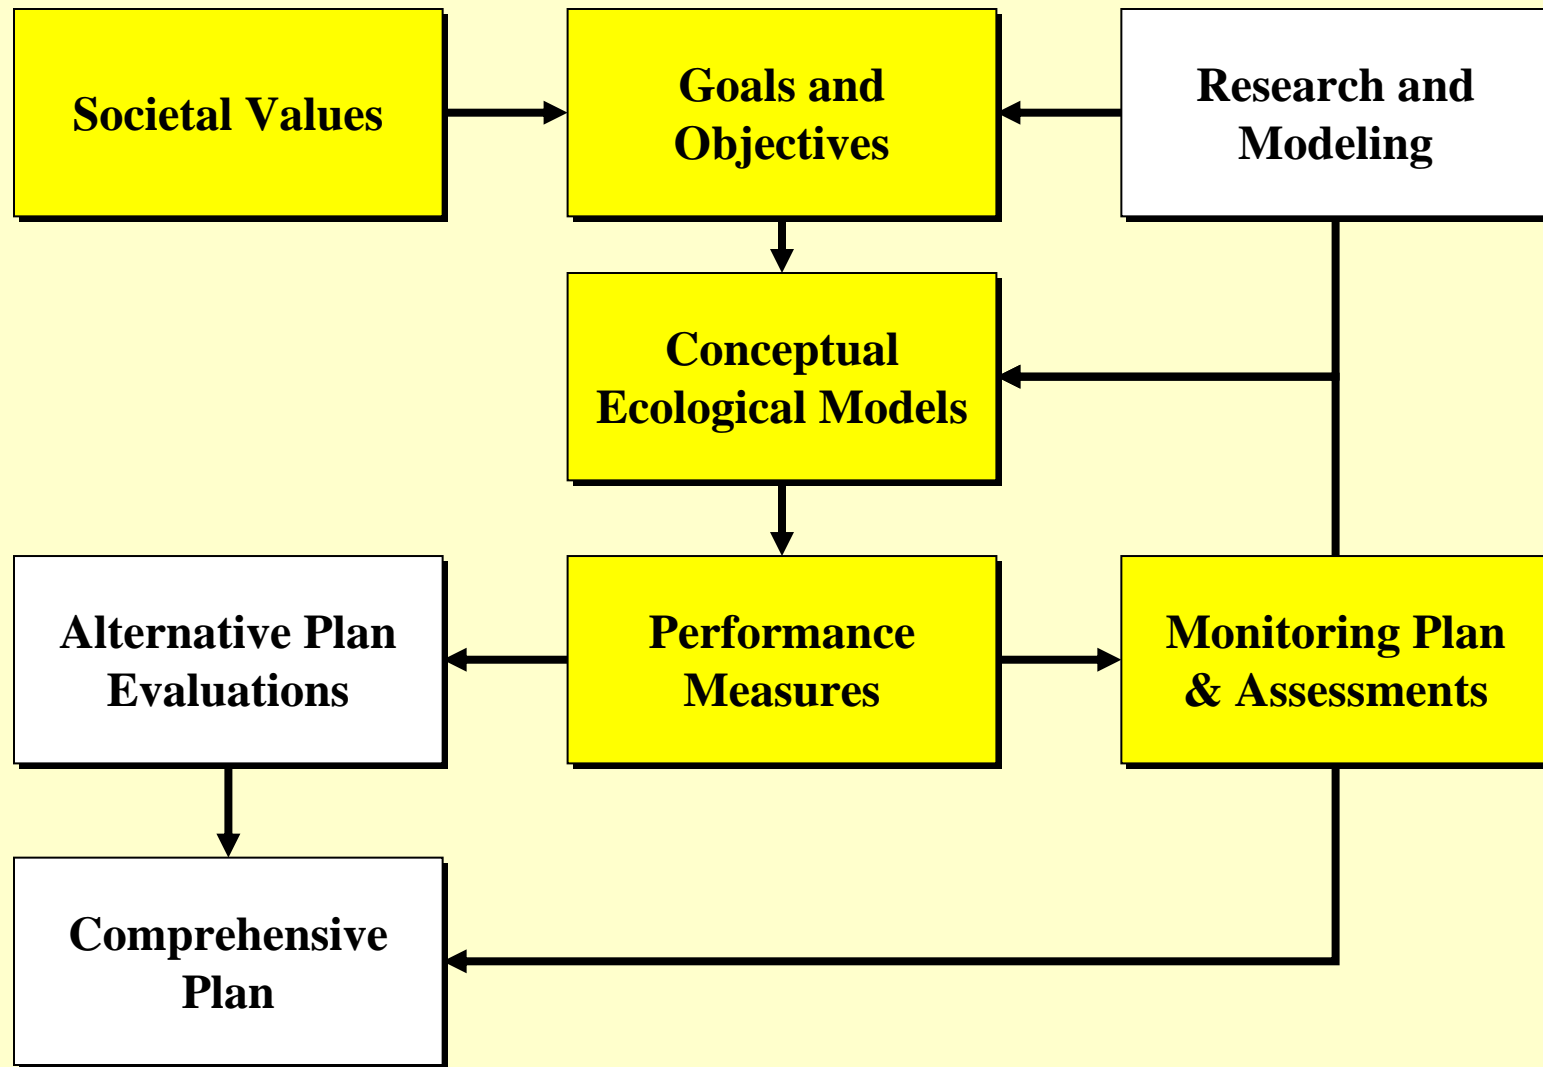 Societal Values
Goals and
Objectives
Research and
Modeling
Conceptual
Ecological Models
Alternative Plan
Evaluations
Performance
Measures
Monitoring Plan
& Assessments
Comprehensive
Plan